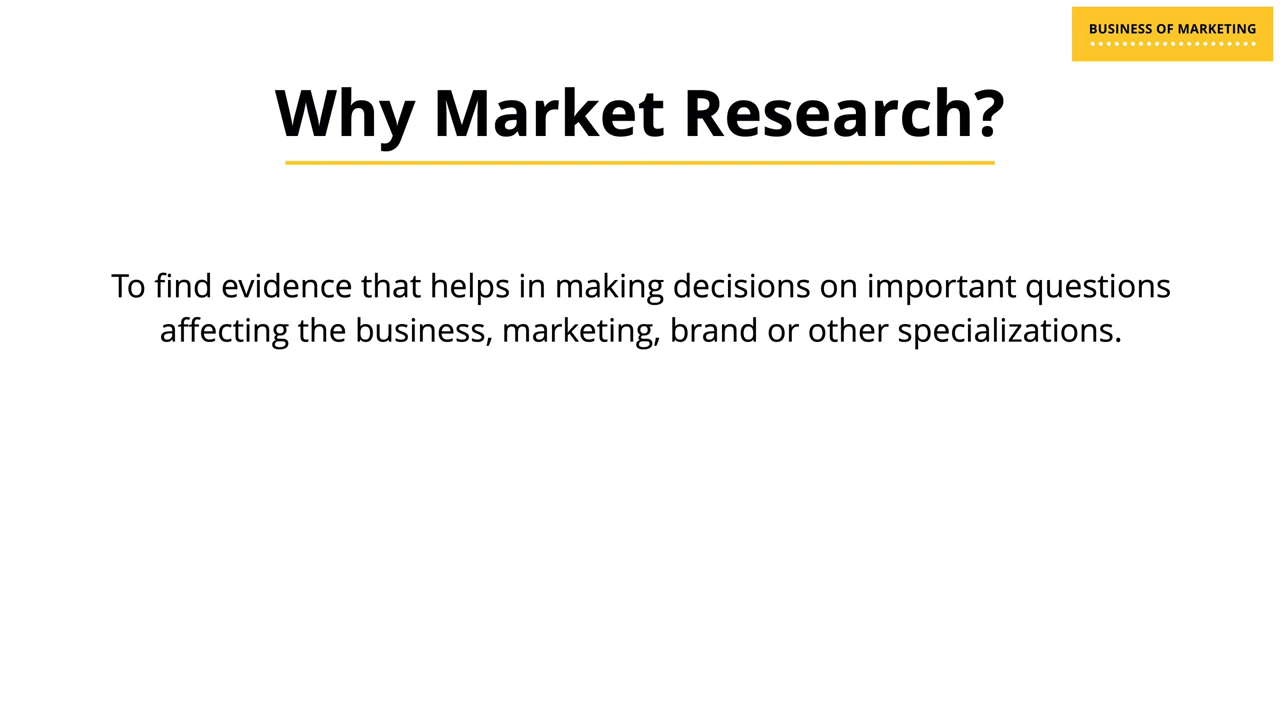 BUSINESS OF MARKETING
Why Market Research?
To find evidence that helps in making decisions on important questions
affecting the business, marketing, brand or other specializations.